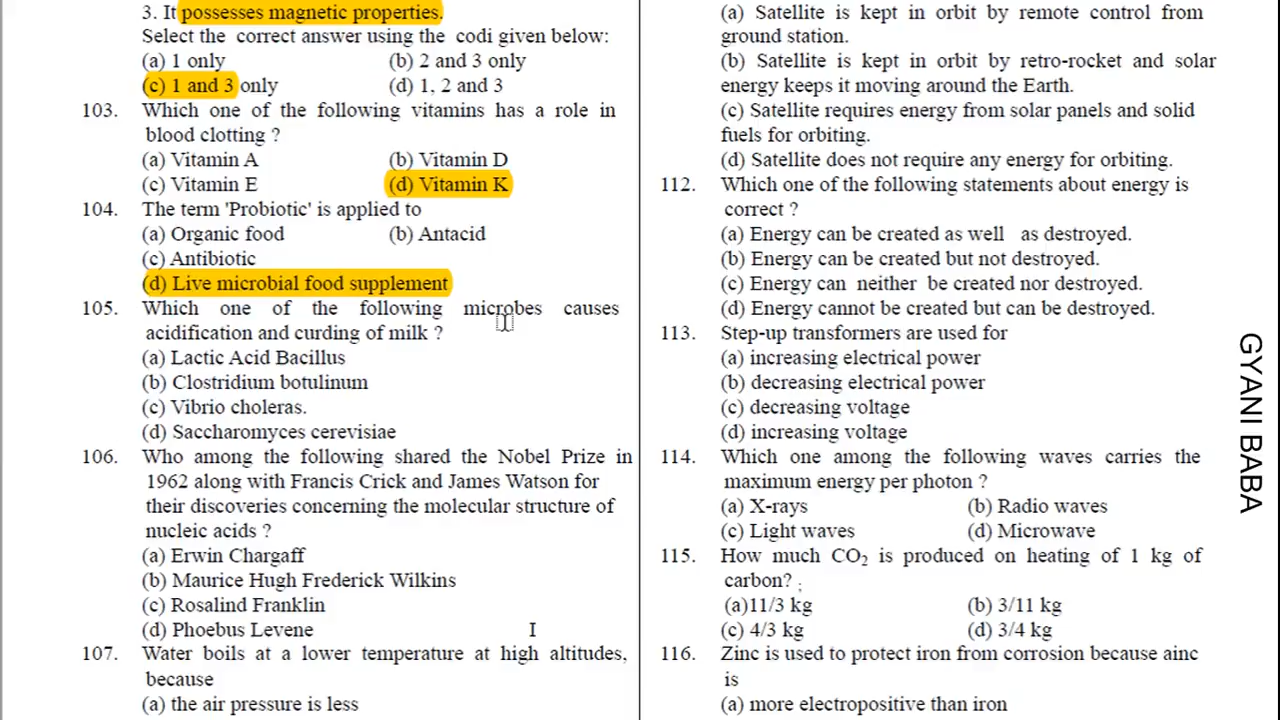 3. It possesses magnetic properties.
Select the correct answer using the codi given below:
(a) 1 only (b) 2 and 3 only
(c) 1 and 3 only (d) 1, 2 and 3
103. Which one of the following vitamins has a role in
blood clotting ?
(a) Vitamin A (b) Vitamin D
(c) Vitamin E (d) Vitamin K
104. The term 'Probiotic' is applied to
(a) Organic food (b) Antacid
(c) Antibiotic
(d) Live microbial food supplement
105. Which one of the following microbes causes
acidification and curding of milk ?
(a) Lactic Acid Bacillus
(b) Clostridium botulinum
(c) Vibrio choleras.
(d) Saccharomyces cerevisiae
106. Who among the following shared the Nobel Prize in
1962 along with Francis Crick and James Watson for
their discoveries concerning the molecular structure of
nucleic acids ?
(a) Erwin Chargaff
(b) Maurice Hugh Frederick Wilkins
(c) Rosalind Franklin
(d) Phoebus Levene
107. Water boils at a lower temperature at high altitudes,
because
(a) the air pressure is less
(a) Satellite is kept in orbit by remote control from
ground station.
(b) Satellite is kept in orbit by retro-rocket and solar
energy keeps it moving around the Earth.
(c) Satellite requires energy from solar panels and solid
fuels for orbiting.
(d) Satellite does not require any energy for orbiting.
112. Which one of the following statements about energy is
correct ?
(a) Energy can be created as well as destroyed.
(b) Energy can be created but not destroyed.
(c) Energy can neither be created nor destroyed.
(d) Energy cannot be created but can be destroyed.
113. Step-up transformers are used for
(a) increasing electrical power
(b) decreasing electrical power
(c) decreasing voltage
(d) increasing voltage
114. Which one among the following waves carries the
maximum energy per photon ?
(a) X-rays (b) Radio waves
(c) Light waves (d) Microwave
115. How much CO₂ is produced on heating of 1 kg of
carbon? ;
(a)11/3 kg (b) 3/11 kg
(c) 4/3 kg (d) 3/4 kg
116. Zinc is used to protect iron from corrosion because ainc
is
(a) more electropositive than iron
GYANI BABA